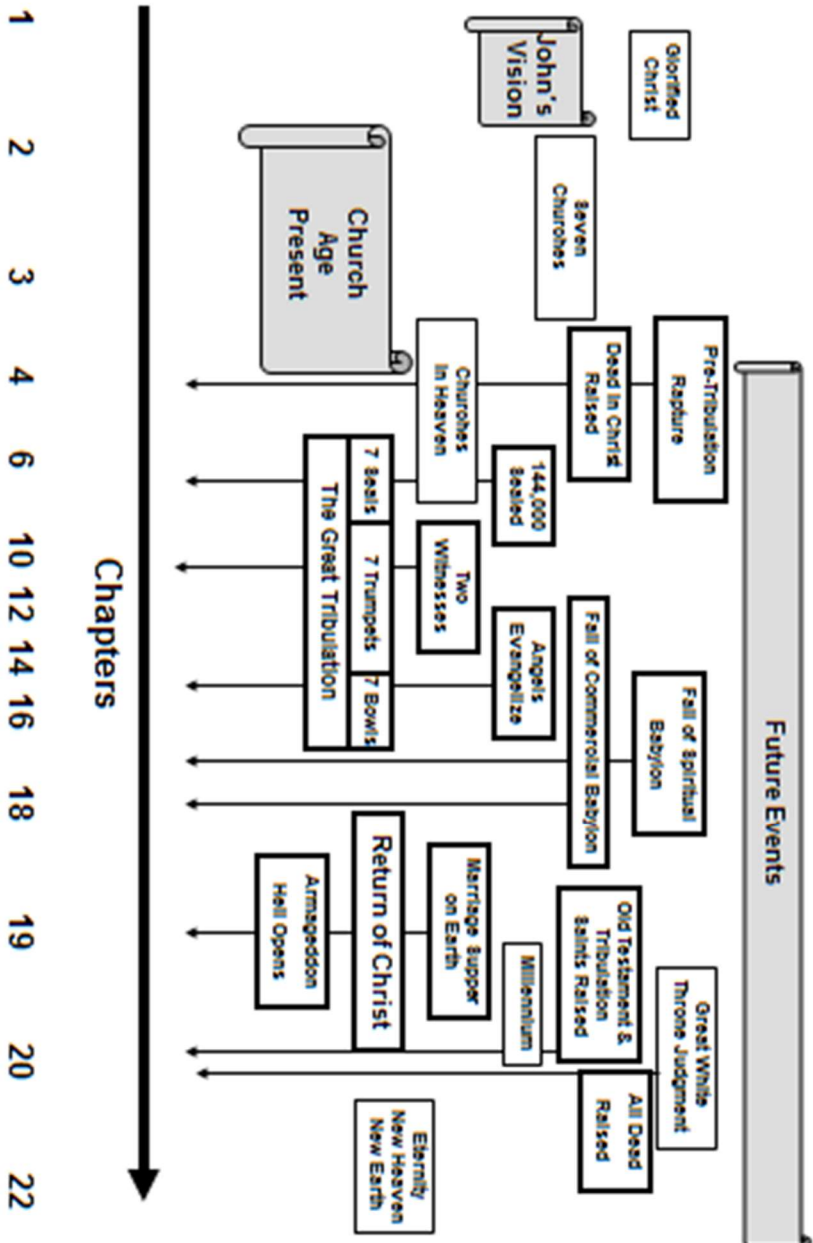 Future Events
Glorified
Christ
Pre-Tribulation
Rapture
Fall of Spiritual
Babylon
Great White
Throne Judgment
John's
Vision
Seven
Churches
Dead in Christ
Raised
Fall of Commercial Babylon
Old Testament &
Tribulation
Saints Raised
All Dead
Raised
144,000
Sealed
Angels
Evangelize
Millennium
Churches
in Heaven
Two
Witnesses
Marriage Supper
on Earth
Church
Age
Present
7 Seals
7 Trumpets
7 Bowls
The Great Tribulation
Return of Christ
Eternity
New Heaven
New Earth
Armageddon
Hell Opens
Chapters
1 2 3 4 6 10 12 14 16 18 19 20 22